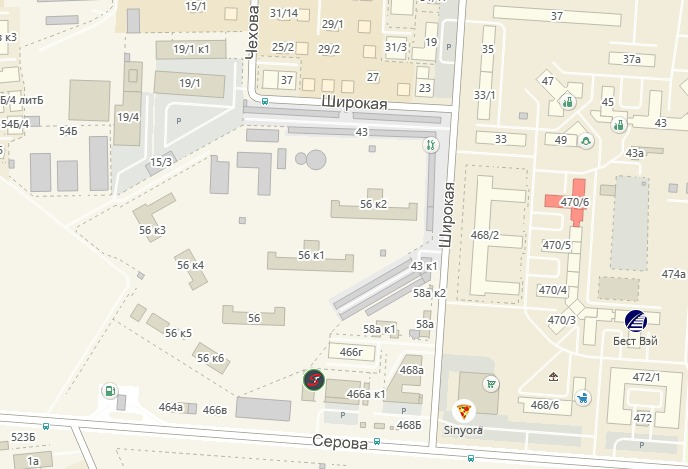 15/1
31/14
29/1
31/11
37
Чехова
19/1 к1
25/2
29/2
31/3
19
Р
35
37а
в к3
19/1
37
27
23
47
Б/4 литБ
Широкая
33/1
45
54Б/4
54Б
19/4
Р
43
33
49
43
15/3
43а
Широкая
56 к2
470/6
56 к3
468/2
470/5
56 к1
43 к1
474а
56 к4
58а к2
470/4
56
58а к1
58а
470/3
56 к5
Бест Вэй
56 к6
466г
468а
472/1
464а
466в
466а к1
468/6
472
Р
Р
468Б
Sinyora
523Б
Серова
Р
1а